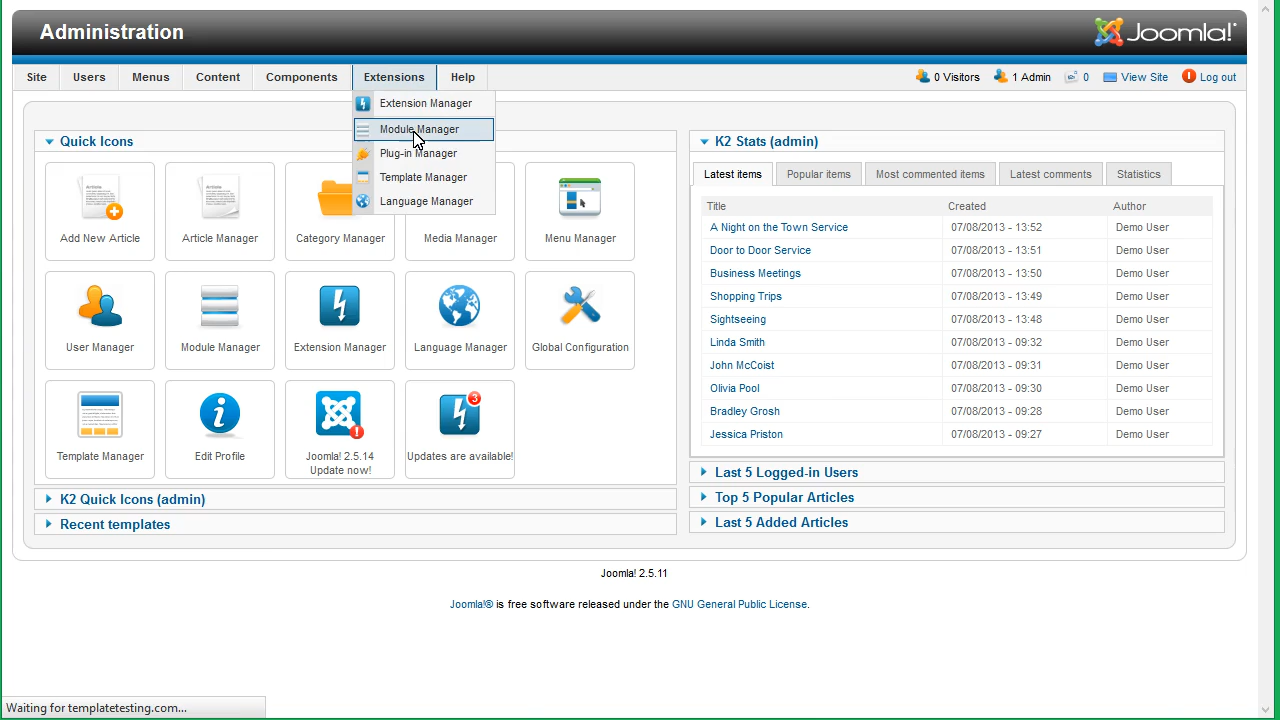 Administration
Joomla!
Site
Users
Menus
Content
Components
Extensions
Help
0 Visitors
1 Admin
0
View Site
Log out
Extension Manager
Module Manager
Plug-in Manager
Template Manager
Language Manager
Quick Icons
Add New Article
Article Manager
Category Manager
Media Manager
Menu Manager
User Manager
Module Manager
Extension Manager
Language Manager
Global Configuration
Template Manager
Edit Profile
Joomla! 2.5.14
Update now!
3
Updates are available!
K2 Quick Icons (admin)
Recent templates
K2 Stats (admin)
Latest items
Popular items
Most commented items
Latest comments
Statistics
Title Created Author
A Night on the Town Service 07/08/2013 - 13:52 Demo User
Door to Door Service 07/08/2013 - 13:51 Demo User
Business Meetings 07/08/2013 - 13:50 Demo User
Shopping Trips 07/08/2013 - 13:49 Demo User
Sightseeing 07/08/2013 - 13:48 Demo User
Linda Smith 07/08/2013 - 09:32 Demo User
John McCoist 07/08/2013 - 09:31 Demo User
Olivia Pool 07/08/2013 - 09:30 Demo User
Bradley Grosh 07/08/2013 - 09:28 Demo User
Jessica Priston 07/08/2013 - 09:27 Demo User
Last 5 Logged-in Users
Top 5 Popular Articles
Last 5 Added Articles
Joomla! 2.5.11
Joomla!® is free software released under the GNU General Public License.
Waiting for templatetesting.com...